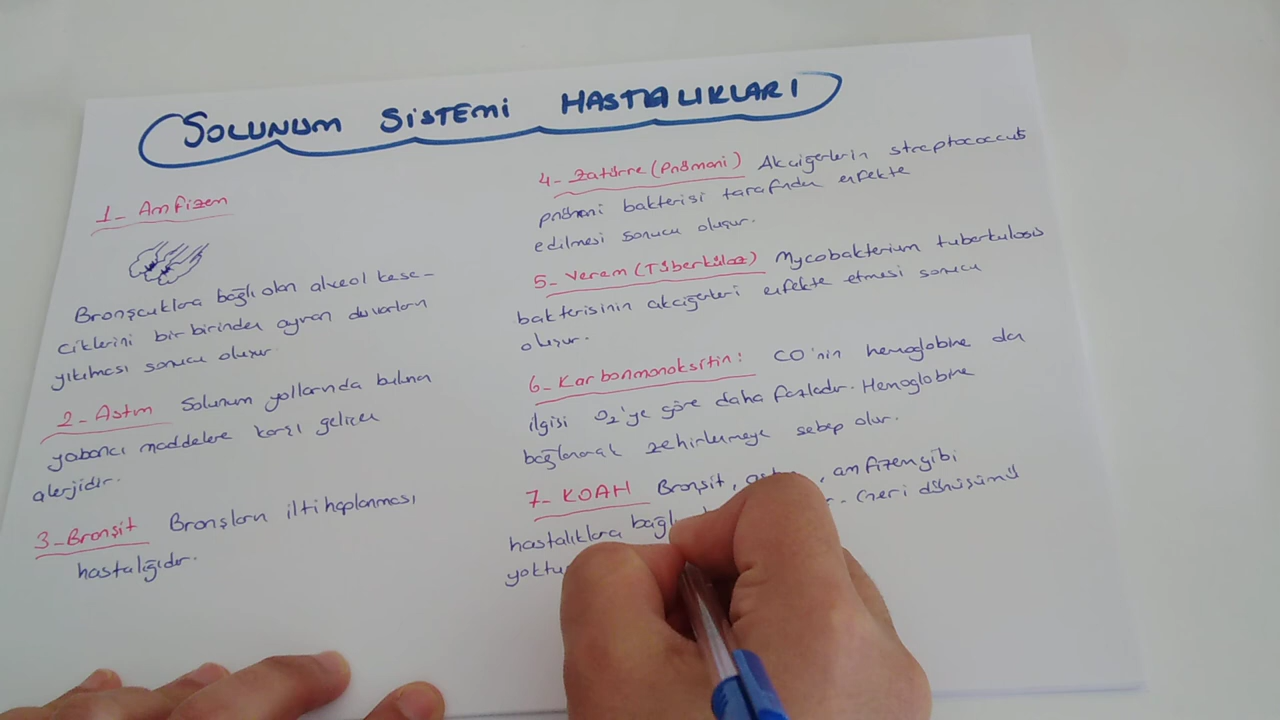 SOLUNUM SİSTEMİ HASTALIKLARI
1- Amfizem
Bronşcuklara bağlı olan alveol kese-
ciklerini birbirinden ayıran duvarların
yıkılması sonucu oluşur
2- Astım Solunum yollarında bulunan
yabancı maddelere karşı gelişen
alerjidir.
3-Bronşit Bronşların iltihaplanması
hastalığıdır.
4- Zatürre (Pnömoni) Akciğerlerin streptococcus
pnömoni bakterisi tarafından enfekte
edilmesi sonucu oluşur.
5- Verem (Tüberküloz) Mycobakterium tuberkulosis
bakterisinin akciğerleri enfekte etmesi sonucu
oluşur.
6- Karbonmonoksitin: CO'nin hemoglobine da
ilgisi O2'ye göre daha fazladır. Hemoglobine
bağlanarak zehirlenmeye sebep olur.
7- KOAH Bronşit, , amfizem gibi
hastalıklara bağlı . Geri dönüşümü